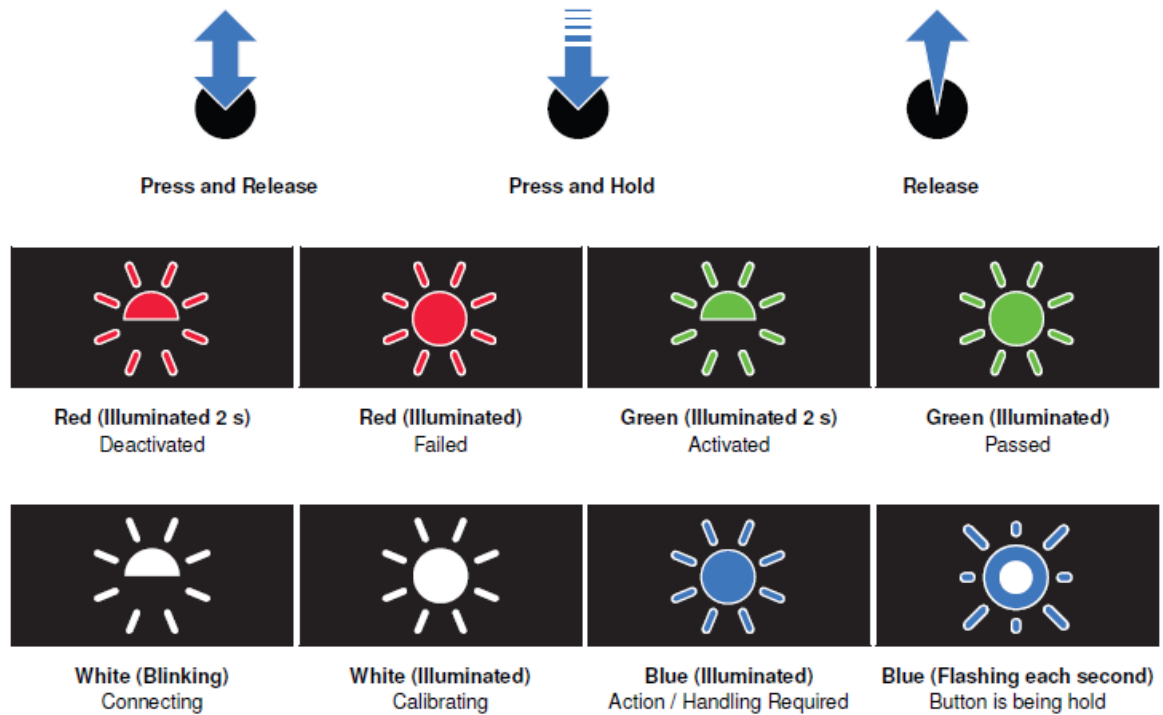 Press and Release
Press and Hold
Release
Red (Illuminated 2 s)
Deactivated
Red (Illuminated)
Failed
Green (Illuminated 2 s)
Activated
Green (Illuminated)
Passed
White (Blinking)
Connecting
White (Illuminated)
Calibrating
Blue (Illuminated)
Action / Handling Required
Blue (Flashing each second)
Button is being hold